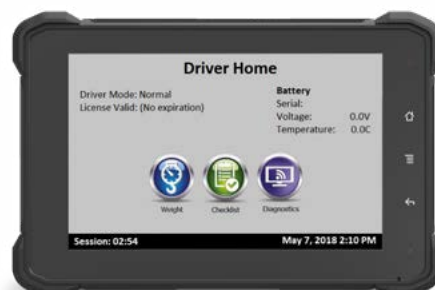 Driver Home
Driver Mode: Normal
License Valid: (No expiration)
Battery
Serial:
Voltage: 0.0V
Temperature: 0.0C
Weight
Checklist
Diagnostics
Session: 02:54
May 7, 2018 2:10 PM